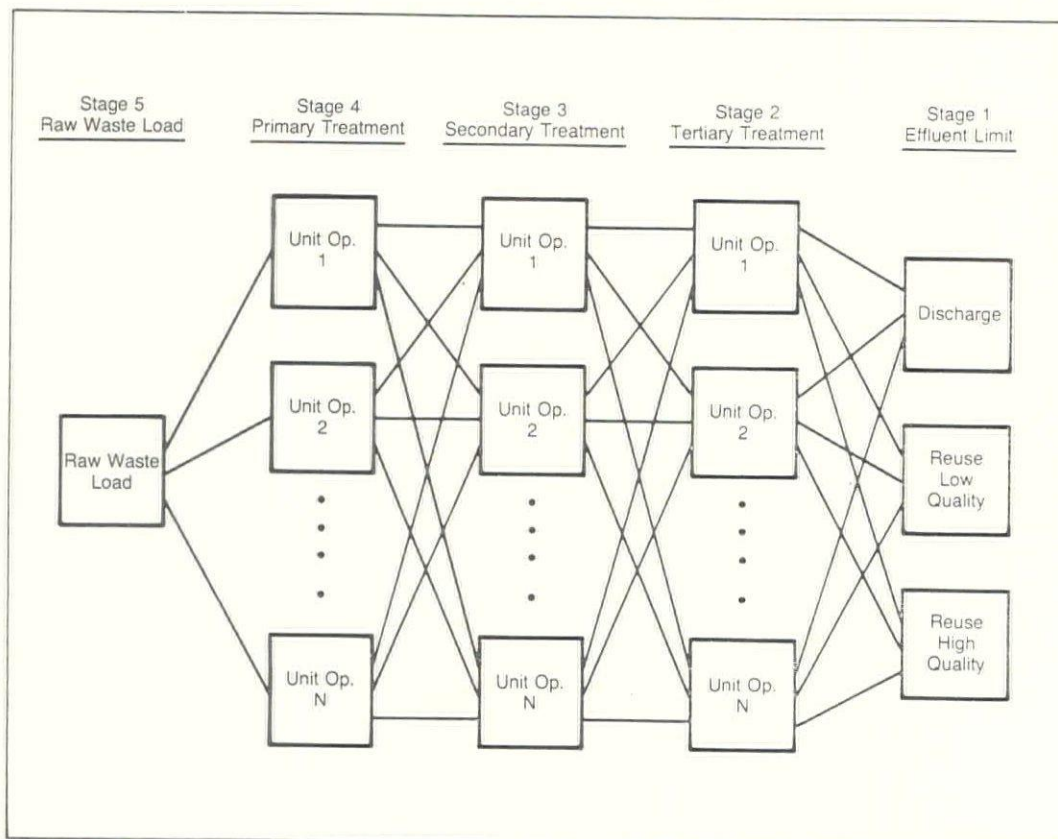 Stage 5
Raw Waste Load
Stage 4
Primary Treatment
Stage 3
Secondary Treatment
Stage 2
Tertiary Treatment
Stage 1
Effluent Limit
Unit Op.
1
Unit Op.
1
Unit Op.
1
Discharge
Unit Op.
2
Unit Op.
2
Unit Op.
2
Raw Waste
Load
Reuse
Low
Quality
Unit Op.
N
Unit Op.
N
Unit Op.
N
Reuse
High
Quality